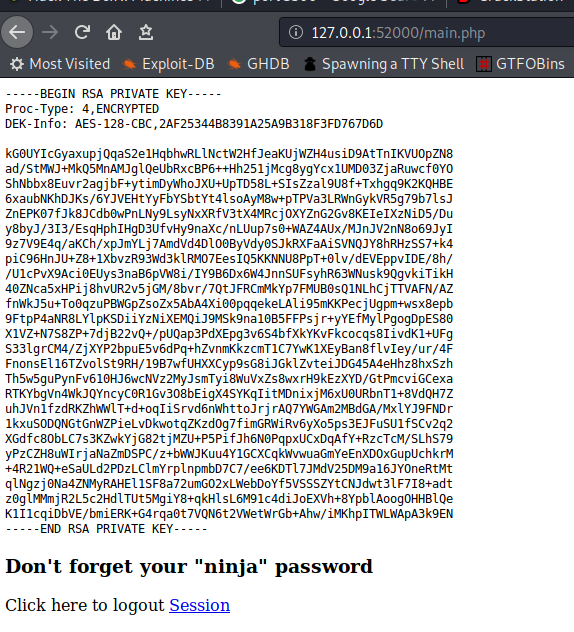 127.0.0.1:52000/main.php
Most Visited Exploit-DB GHDB Spawning a TTY Shell GTFOBins
-----BEGIN RSA PRIVATE KEY-----
Proc-Type: 4,ENCRYPTED
DEK-Info: AES-128-CBC,2AF25344B8391A25A9B318F3FD767D6D
kG0UYIcGyaxupjQqaS2e1HqbhwRLlNctW2HfJeaKUjWZH4usiD9AtTnIKVUOpZN8
ad/StMWJ+MkQ5MnAMJglQeUbRxcBP6++Hh251jMcg8ygYcx1UMD03ZjaRuwcf0YO
ShNbbx8Euvr2agjbF+ytimDyWhoJXU+UpTD58L+SIsZzal9U8f+Txhgq9K2KQHBE
6xaubNKhDJKs/6YJVEHtYyFbYSbtYt4lsoAyM8w+pTPVa3LRWnGykVR5g79b7lsJ
ZnEPK07fJk8JCdb0wPnLNy9LsyNxXRfV3tX4MRcjOXYZnG2Gv8KEIeIXzNiD5/Du
y8byJ/3I3/EsqHphIHgD3UfvHy9naXc/nLUup7s0+WAZ4AUx/MJnJV2nN8o69JyI
9z7V9E4q/aKCh/xpJmYLj7AmdVd4DlO0ByVdy0SJkRXFaAiSVNQJY8hRHzSS7+k4
piC96HnJU+Z8+1XbvzR93Wd3klRMO7EesIQ5KKNNU8PpT+0lv/dEVEppvIDE/8h/
/U1cPvX9Aci0EUys3naB6pVW8i/IY9B6Dx6W4JnnSUFsyhR63WNusk9QgvkiTikH
40ZNca5xHPij8hvUR2v5jGM/8bvr/7QtJFRCmMkYp7FMUB0sQ1NLhCjTTVAFN/AZ
fnWkJ5u+To0qzuPBWGpZsoZx5AbA4Xi00pqqekeLAli95mKKPecjUgpm+wsx8epb
9FtpP4aNR8LYlpKSDiiYzNiXEMQiJ9MSk9na10B5FFPsjr+yYEfMylPgogDpES80
X1VZ+N7S8ZP+7djB22vQ+/pUQap3PdXEpg3v6S4bfXkYKvFkcocqs8IivdK1+UFg
S33lgrCM4/ZjXYP2bpuE5v6dPq+hZvnmKkzcmT1C7YwK1XEyBan8flvIey/ur/4F
FnonsEl16TZvolSt9RH/19B7wfUHXXCyp9sG8iJGklZvteiJDG45A4eHhz8hxSzh
Th5w5guPynFv610HJ6wcNVz2MyJsmTyi8WuVxZs8wxrH9kEzXYD/GtPmcviGCexa
RTKYbgVn4WkJQYncyC0R1Gv3O8bEigX4SYKqIitMDnixjM6xU0URbnT1+8VdQH7Z
uhJVn1fzdRKZhWWlT+d+oqIiSrvd6nWhttoJrjrAQ7YWGAm2MBdGA/MxlYJ9FNDr
1kxuSODQNGtGnWZPieLvDkwotqZKzdOg7fimGRWiRv6yXo5ps3EJFuSU1fSCv2q2
XGdfc8ObLC7s3KZwkYjG82tjMZU+P5PifJh6N0PqpxUCxDqAfY+RzcTcM/SLhS79
yPzCZH8uWIrjaNaZmDSPC/z+bWWJKuu4Y1GCXCqkWvwuaGmYeEnXDOxGupUchkrM
+4R21WQ+eSaULd2PDzLClmYrplnpmbD7C7/ee6KDTl7JMdV25DM9a16JYOneRtMt
qlNgzj0Na4ZNMyRAHEl1SF8a72umGO2xLWebDoYf5VSSSZYtCNJdwt3lF7I8+adt
z0glMMmjR2L5c2HdlTUt5MgiY8+qkHlsL6M91c4diJoEXVh+8YpblAoogOHHBlQe
K1I1cqiDbVE/bmiERK+G4rqa0t7VQN6t2VWetWrGb+Ahw/iMKhpITWLWApA3k9EN
-----END RSA PRIVATE KEY-----
Don't forget your "ninja" password
Click here to logout Session